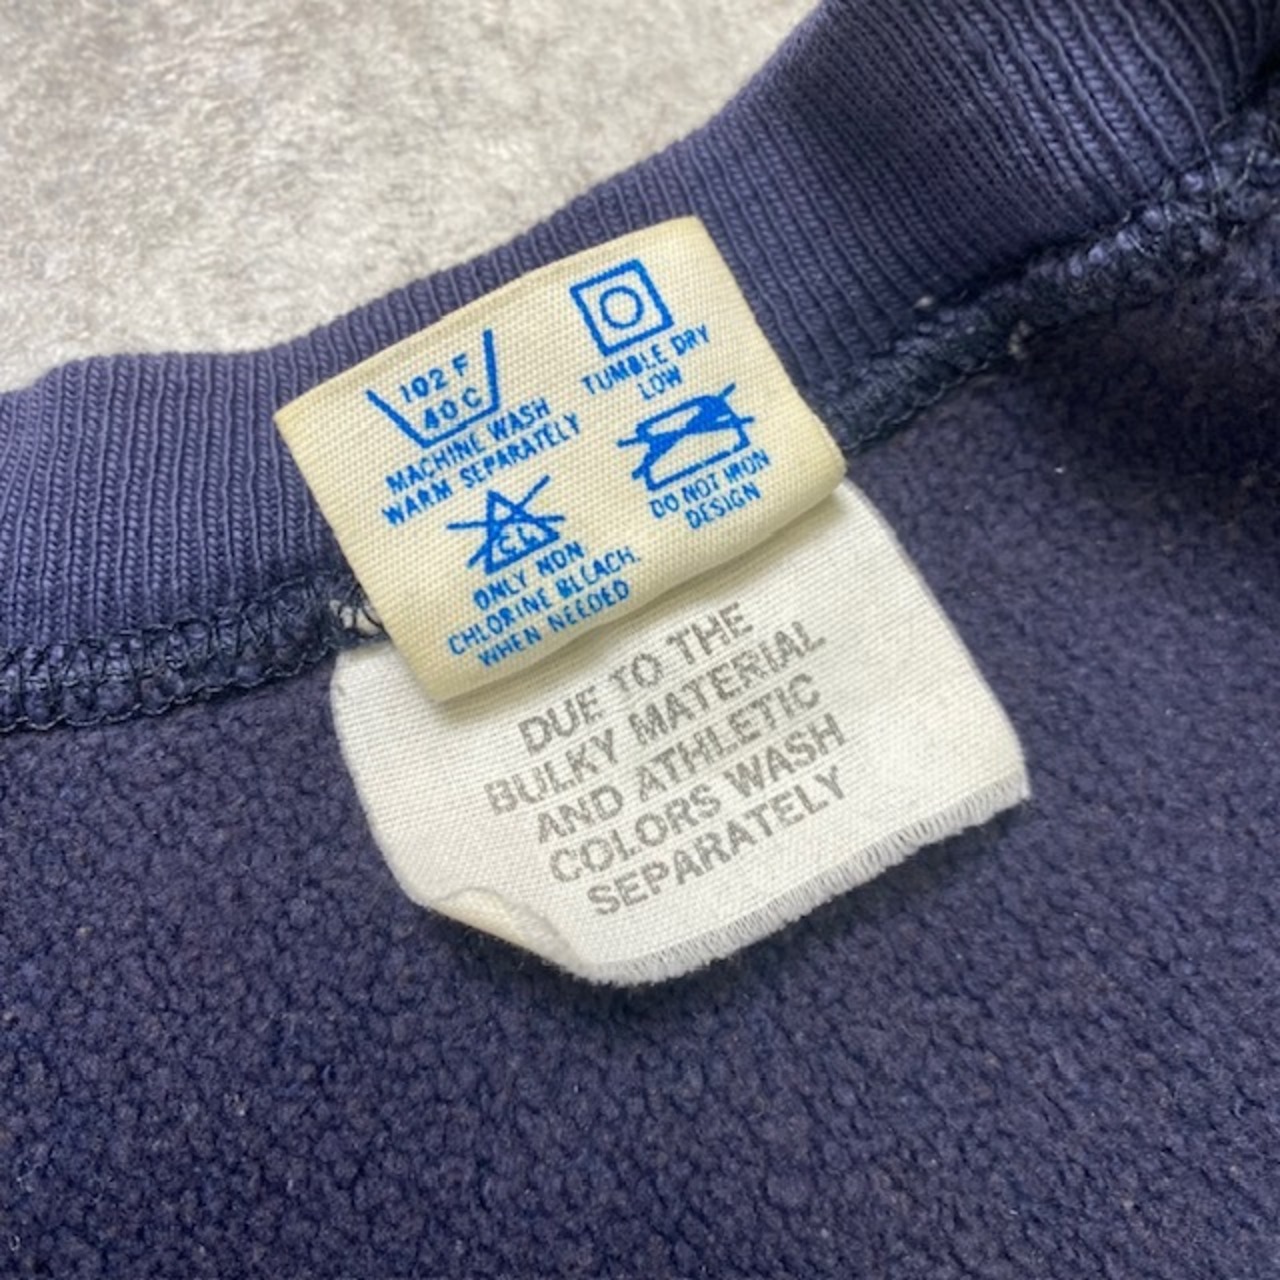 102 F
40 C
MACHINE WASH
WARM SEPARATELY
TUMBLE DRY
LOW
CL
ONLY NON
CHLORINE BLEACH.
WHEN NEEDED
DO NOT IRON
DESIGN
DUE TO THE
BULKY MATERIAL
AND ATHLETIC
COLORS WASH
SEPARATELY